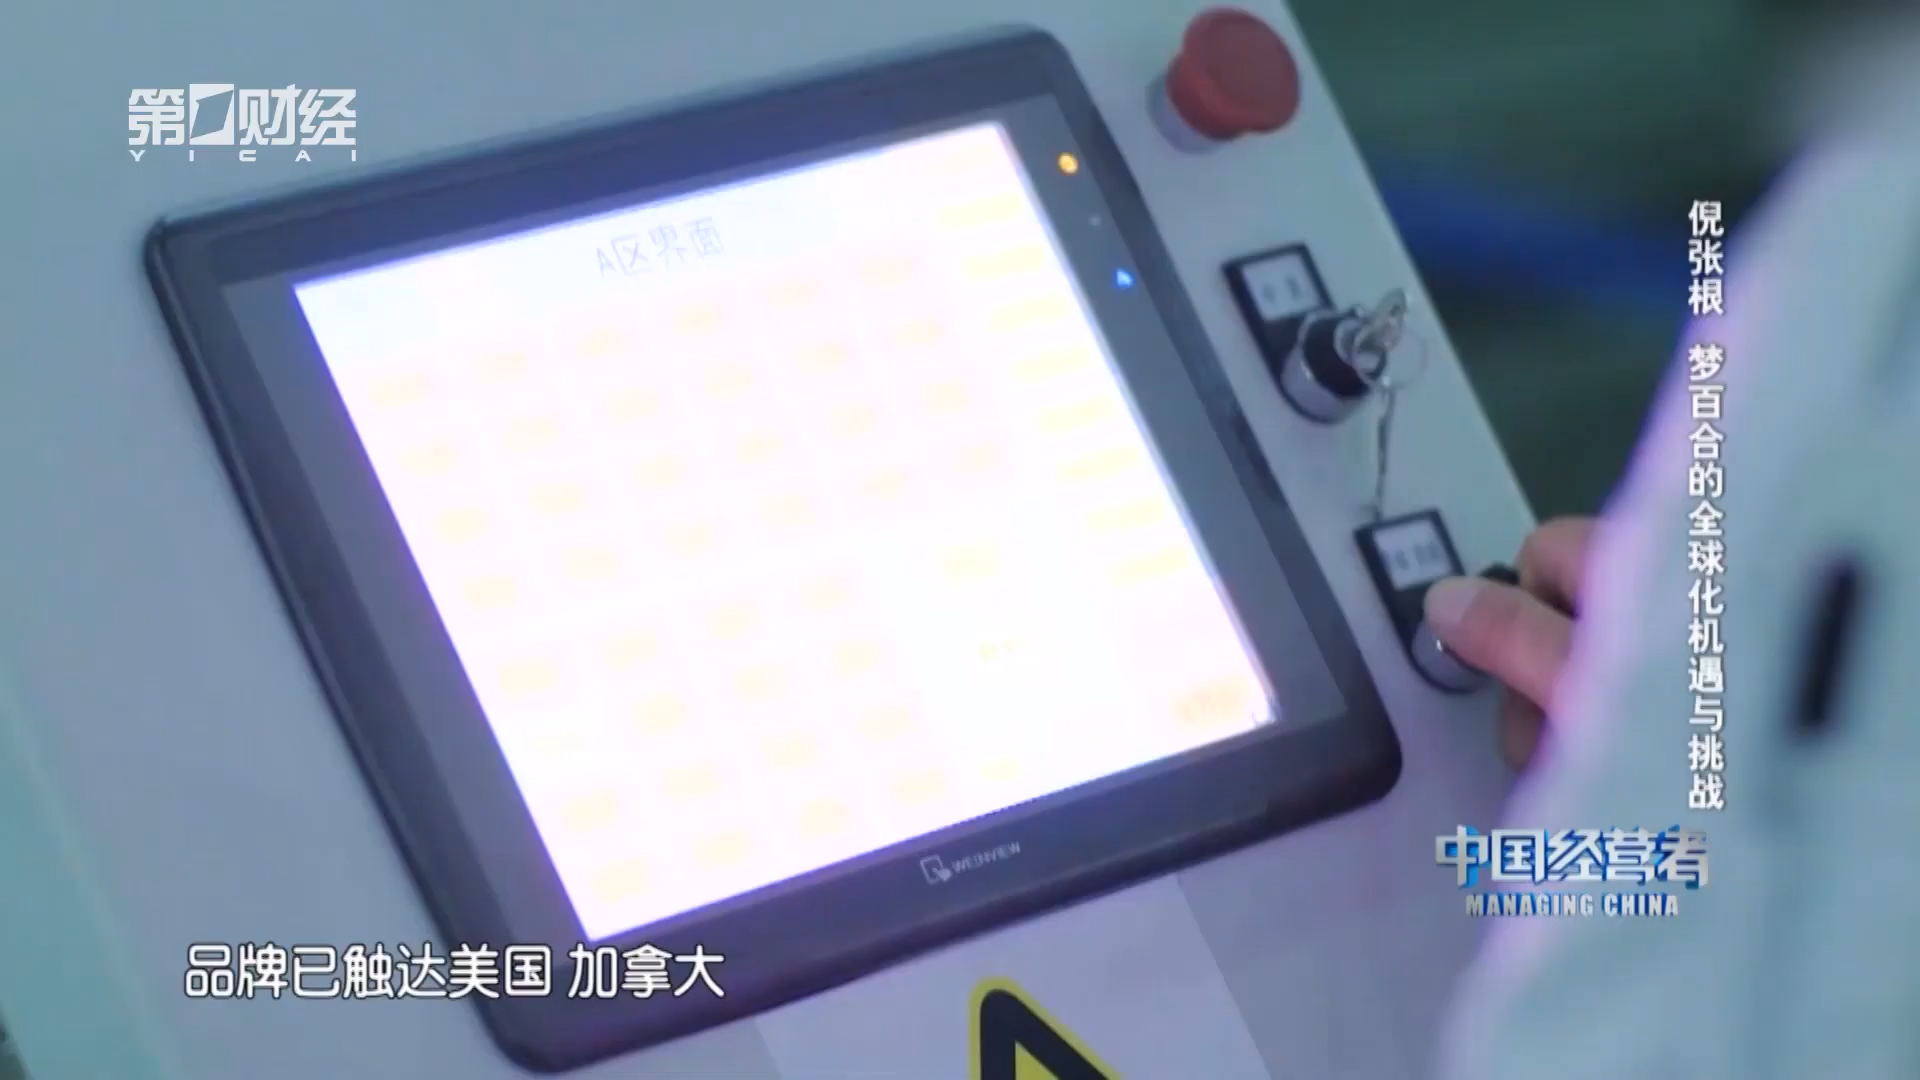 第一财经
YICAI
A区界面
倪张根 梦百合的全球化机遇与挑战
WEINVIEW
中国经营者
MANAGING CHINA
品牌已触达美国 加拿大